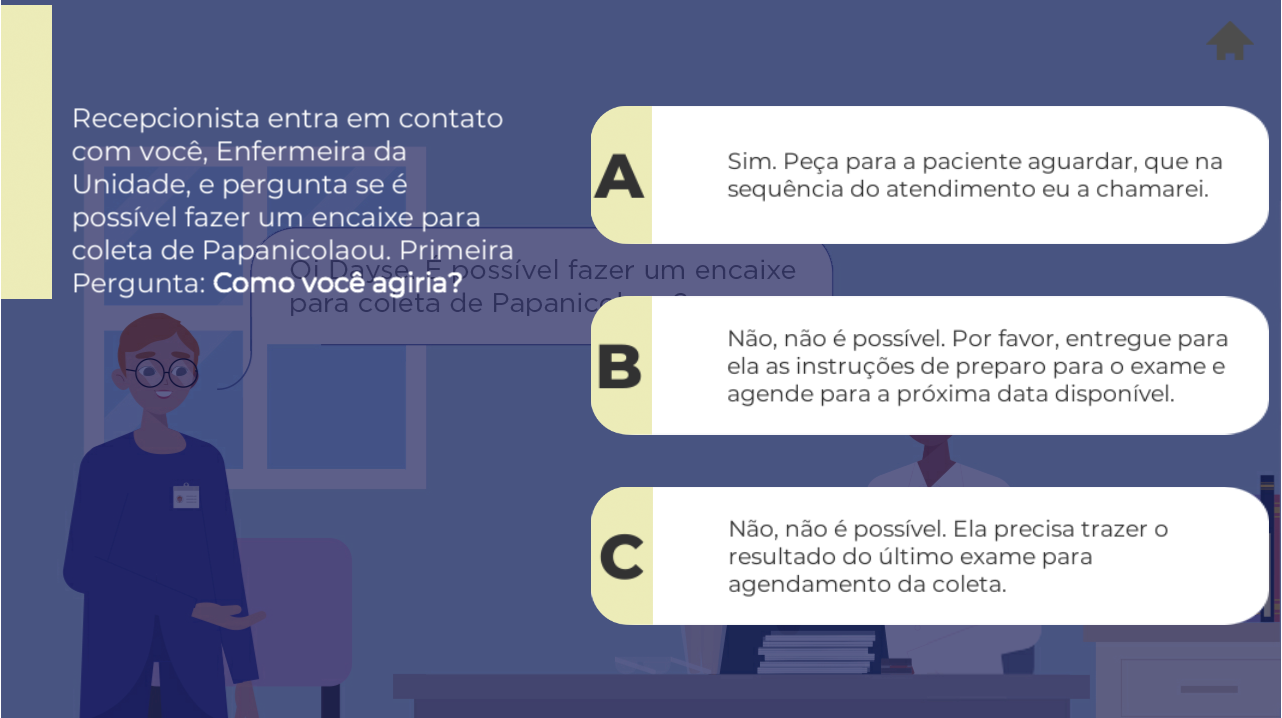 Recepcionista entra em contato
com você, Enfermeira da
Unidade, e pergunta se é
possível fazer um encaixe para
coleta de Papanicolaou. Primeira
Pergunta: Como você agiria?
Oi Dayse. É possível fazer um encaixe
para coleta de
A
Sim. Peça para a paciente aguardar, que na
sequência do atendimento eu a chamarei.
B
Não, não é possível. Por favor, entregue para
ela as instruções de preparo para o exame e
agende para a próxima data disponível.
C
Não, não é possível. Ela precisa trazer o
resultado do último exame para
agendamento da coleta.